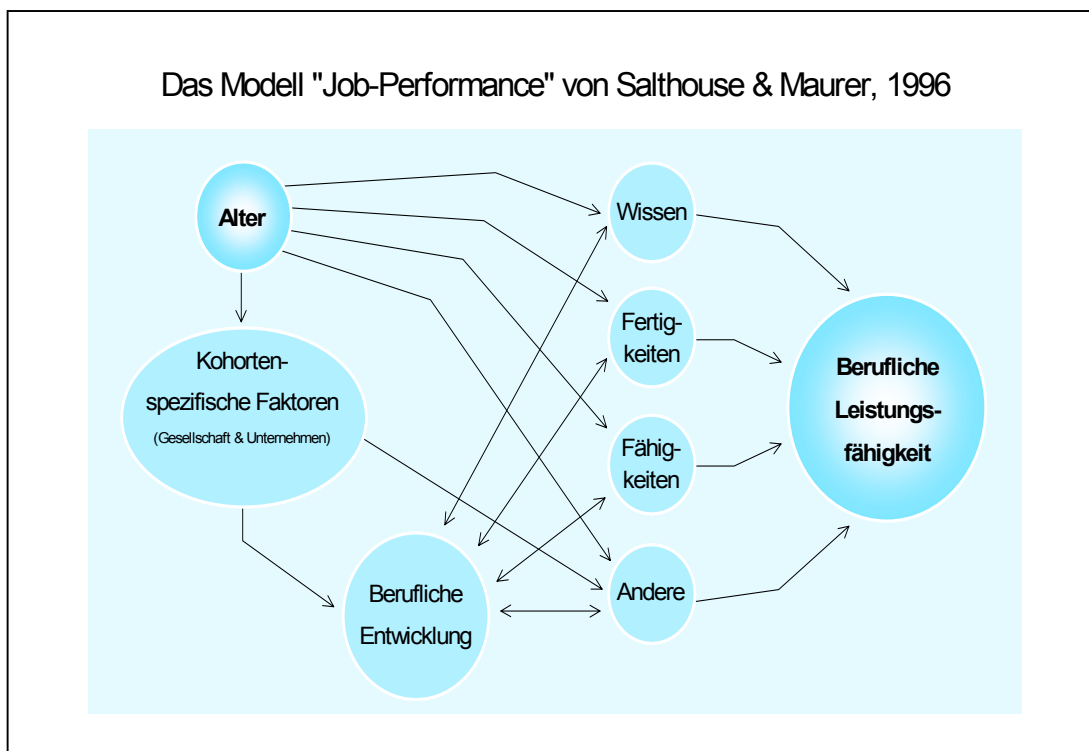 Das Modell "Job-Performance" von Salthouse & Maurer, 1996
Alter
Wissen
Fertig-
keiten
Kohorten-
spezifische Faktoren
(Gesellschaft & Unternehmen)
Berufliche
Leistungs-
fähigkeit
Fähig-
keiten
Berufliche
Entwicklung
Andere